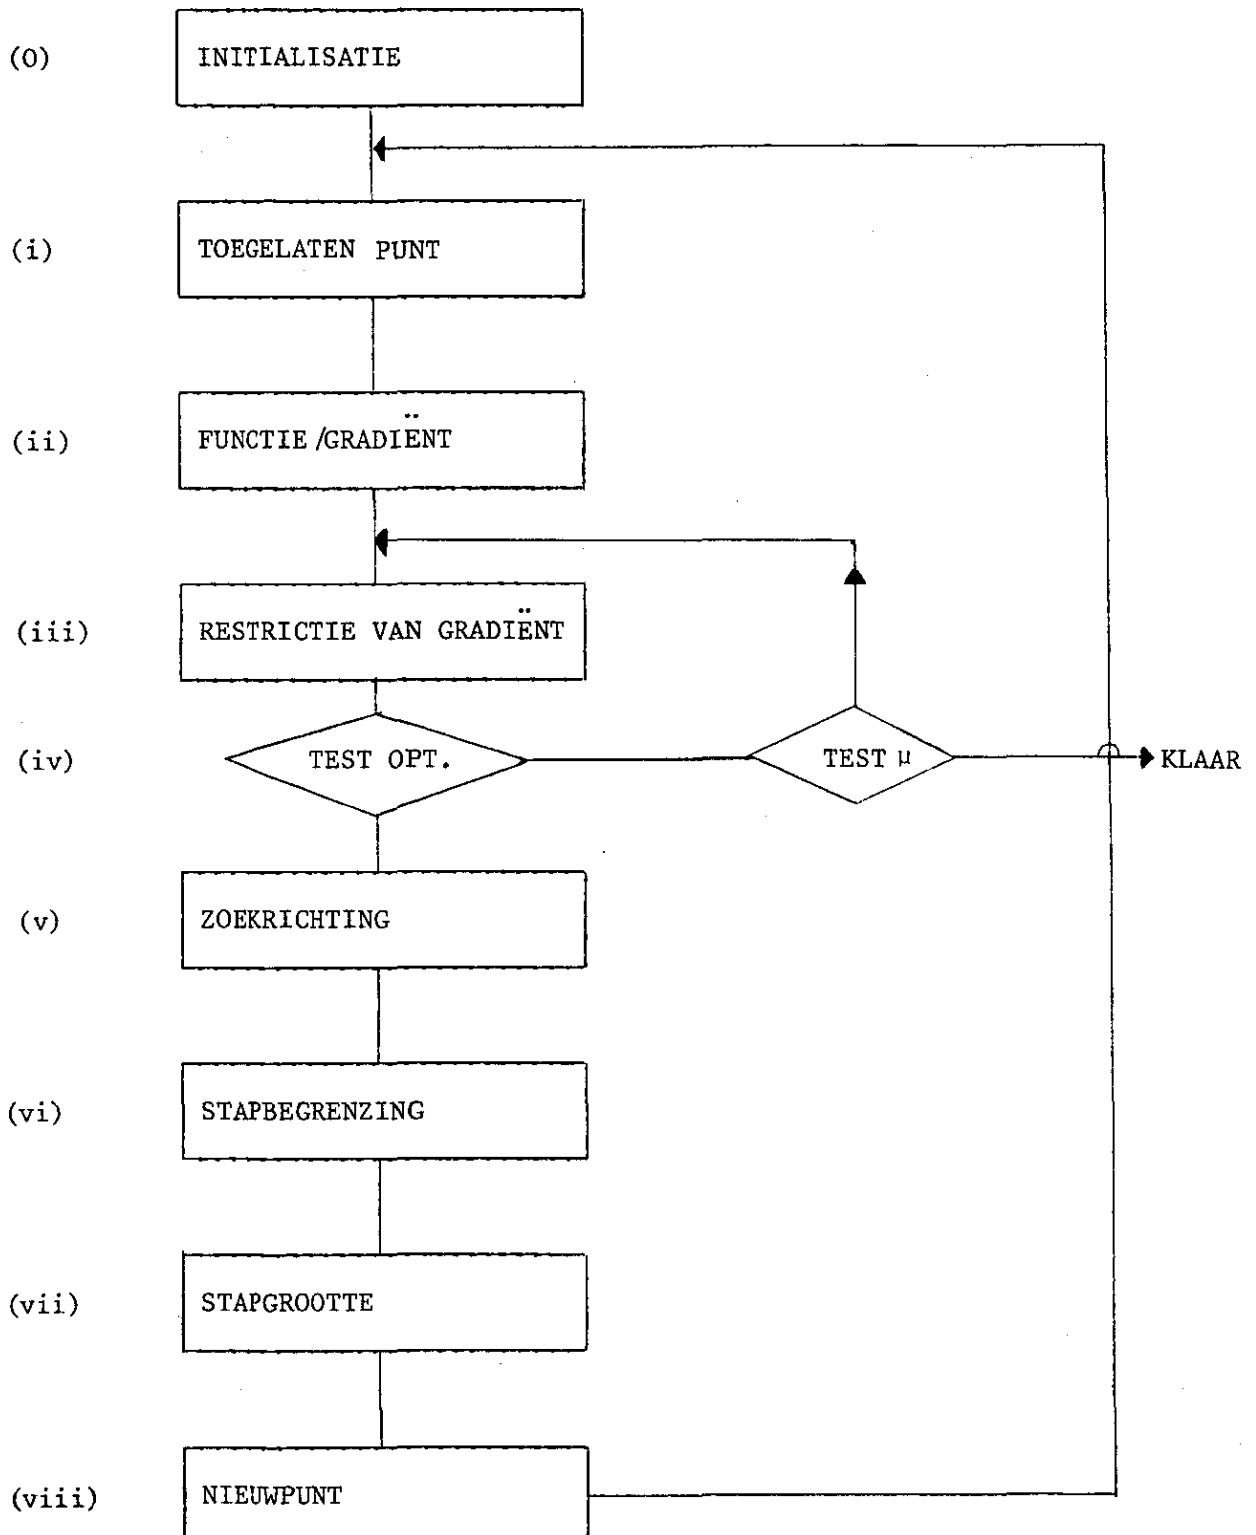 (0) INITIALISATIE
(i) TOEGELATEN PUNT
(ii) FUNCTIE/GRADIËNT
(iii) RESTRICTIE VAN GRADIËNT
(iv) TEST OPT. TEST μ KLAAR
(v) ZOEKRICHTING
(vi) STAPBEGRENZING
(vii) STAPGROOTTE
(viii) NIEUWPUNT